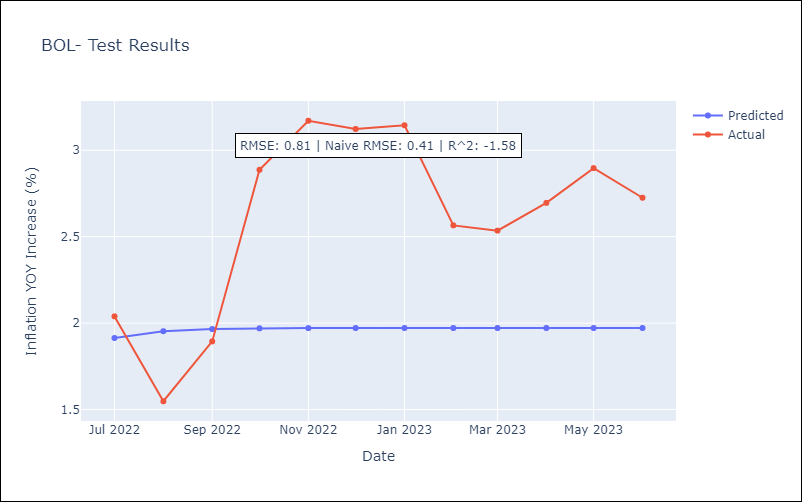 BOL- Test Results
Predicted
Actual
RMSE: 0.81 | Naive RMSE: 0.41 | R^2: -1.58
Inflation YOY Increase (%)
3
2.5
2
1.5
Jul 2022
Sep 2022
Nov 2022
Jan 2023
Mar 2023
May 2023
Date